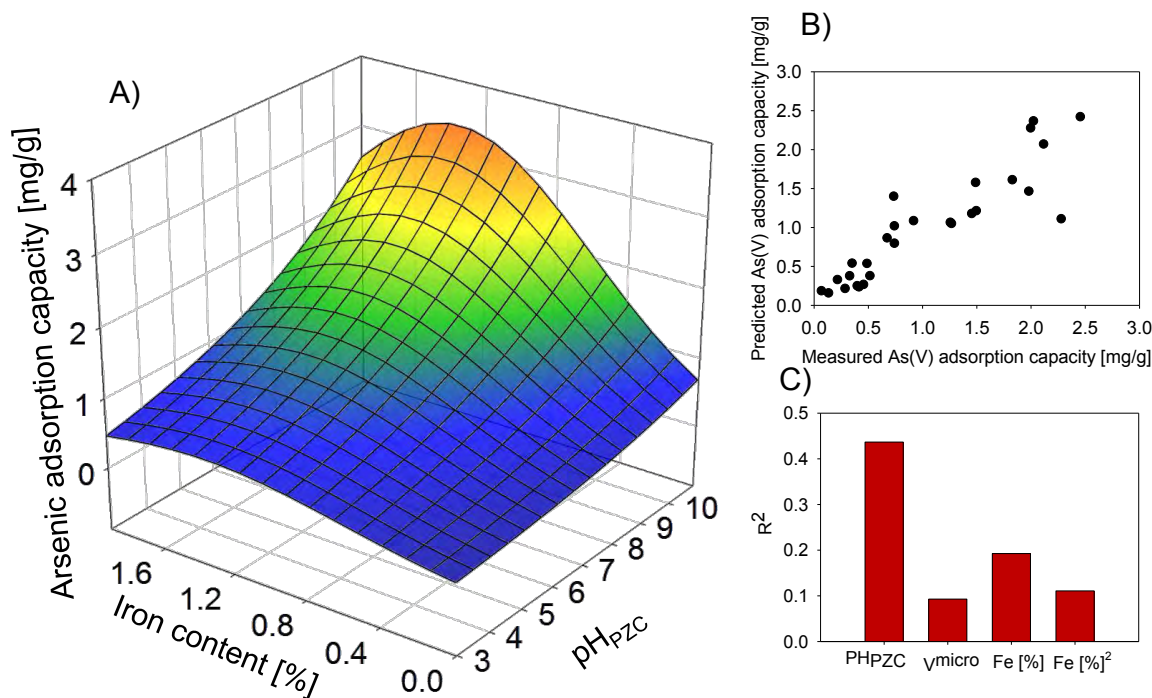 A)
Arsenic adsorption capacity [mg/g]
4
3
2
1
0
1.6
1.2
0.8
0.4
0.0
Iron content [%]
3
4
5
6
7
8
9
10
pHPZC
B)
Predicted As(V) adsorption capacity [mg/g]
3.0
2.5
2.0
1.5
1.0
0.5
0.0
0.0 0.5 1.0 1.5 2.0 2.5 3.0
Measured As(V) adsorption capacity [mg/g]
C)
R²
0.5
0.4
0.3
0.2
0.1
0.0
PHPZC Vmicro Fe [%] Fe [%]²